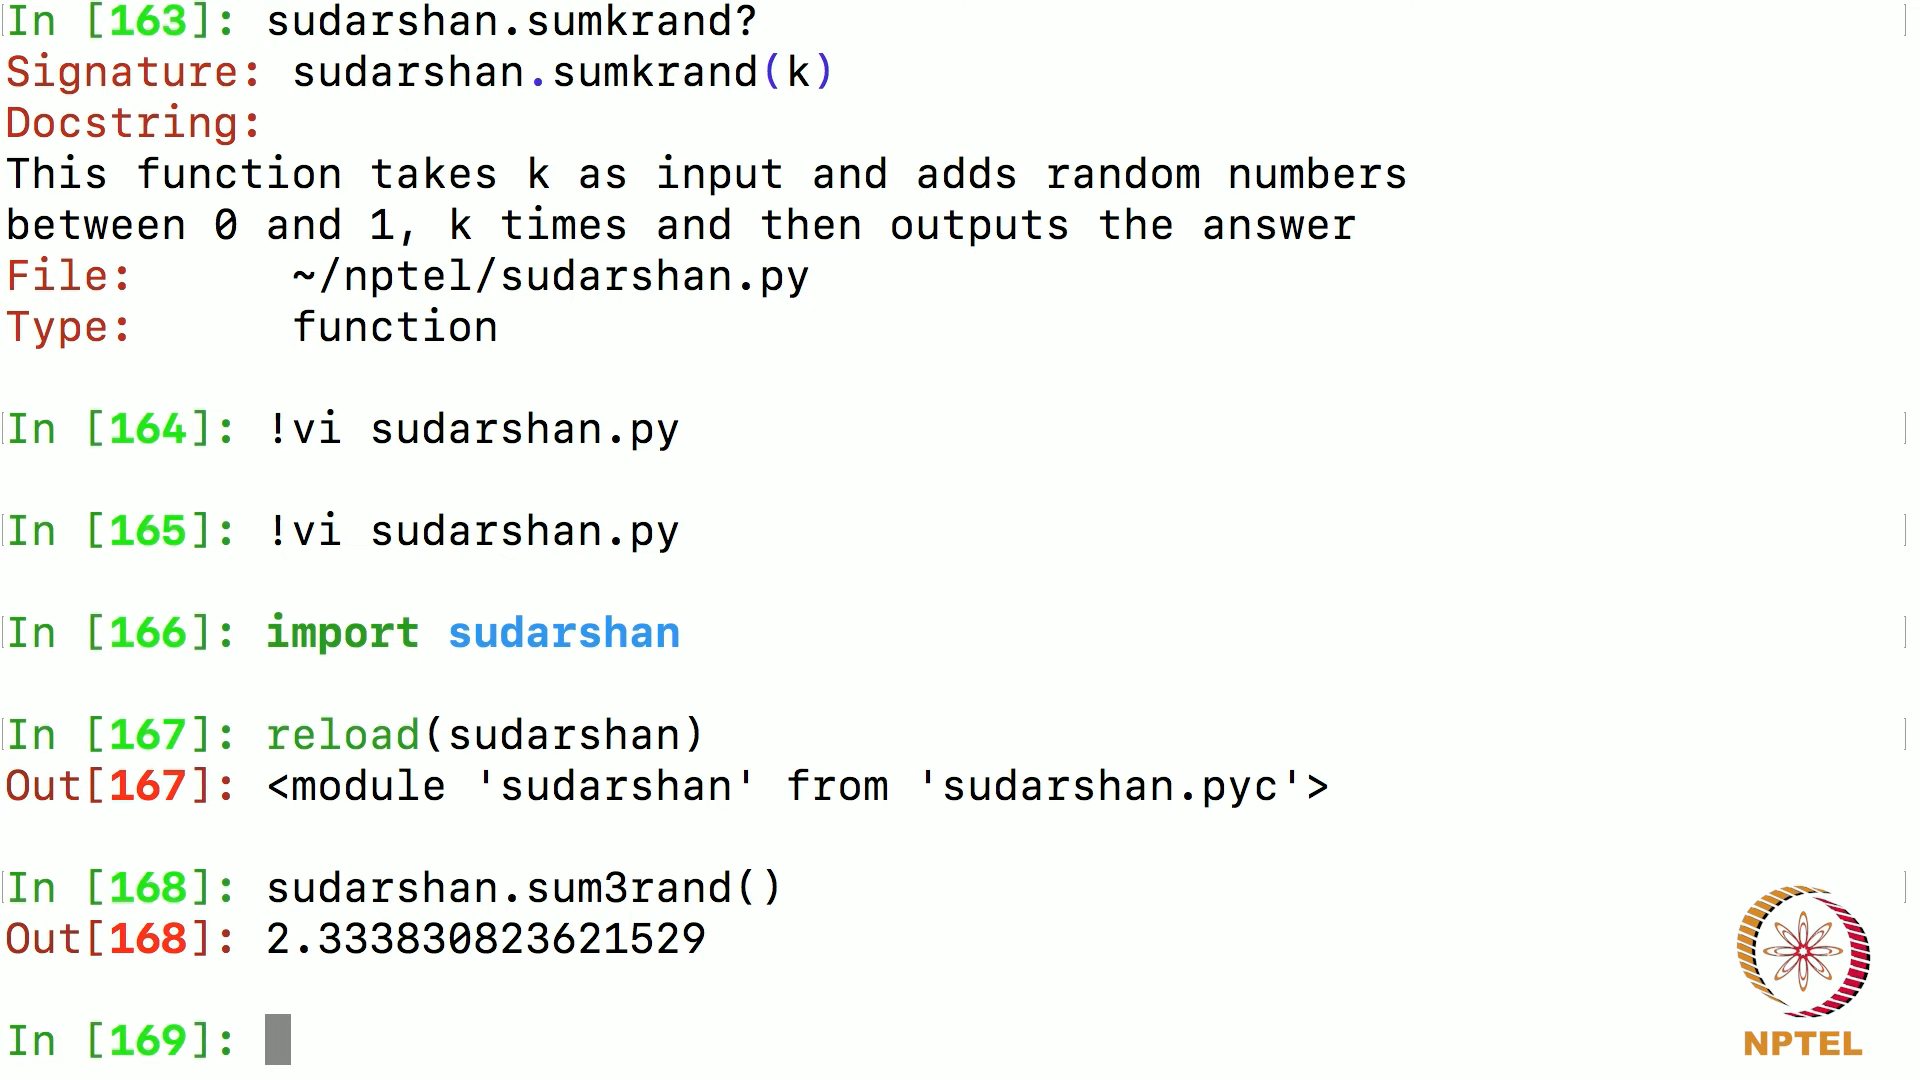 In [163]: sudarshan.sumkrand?
Signature: sudarshan.sumkrand(k)
Docstring:
This function takes k as input and adds random numbers
between 0 and 1, k times and then outputs the answer
File:      ~/nptel/sudarshan.py
Type:      function
In [164]: !vi sudarshan.py
In [165]: !vi sudarshan.py
In [166]: import sudarshan
In [167]: reload(sudarshan)
Out[167]: <module 'sudarshan' from 'sudarshan.pyc'>
In [168]: sudarshan.sum3rand()
Out[168]: 2.333830823621529
In [169]:
NPTEL